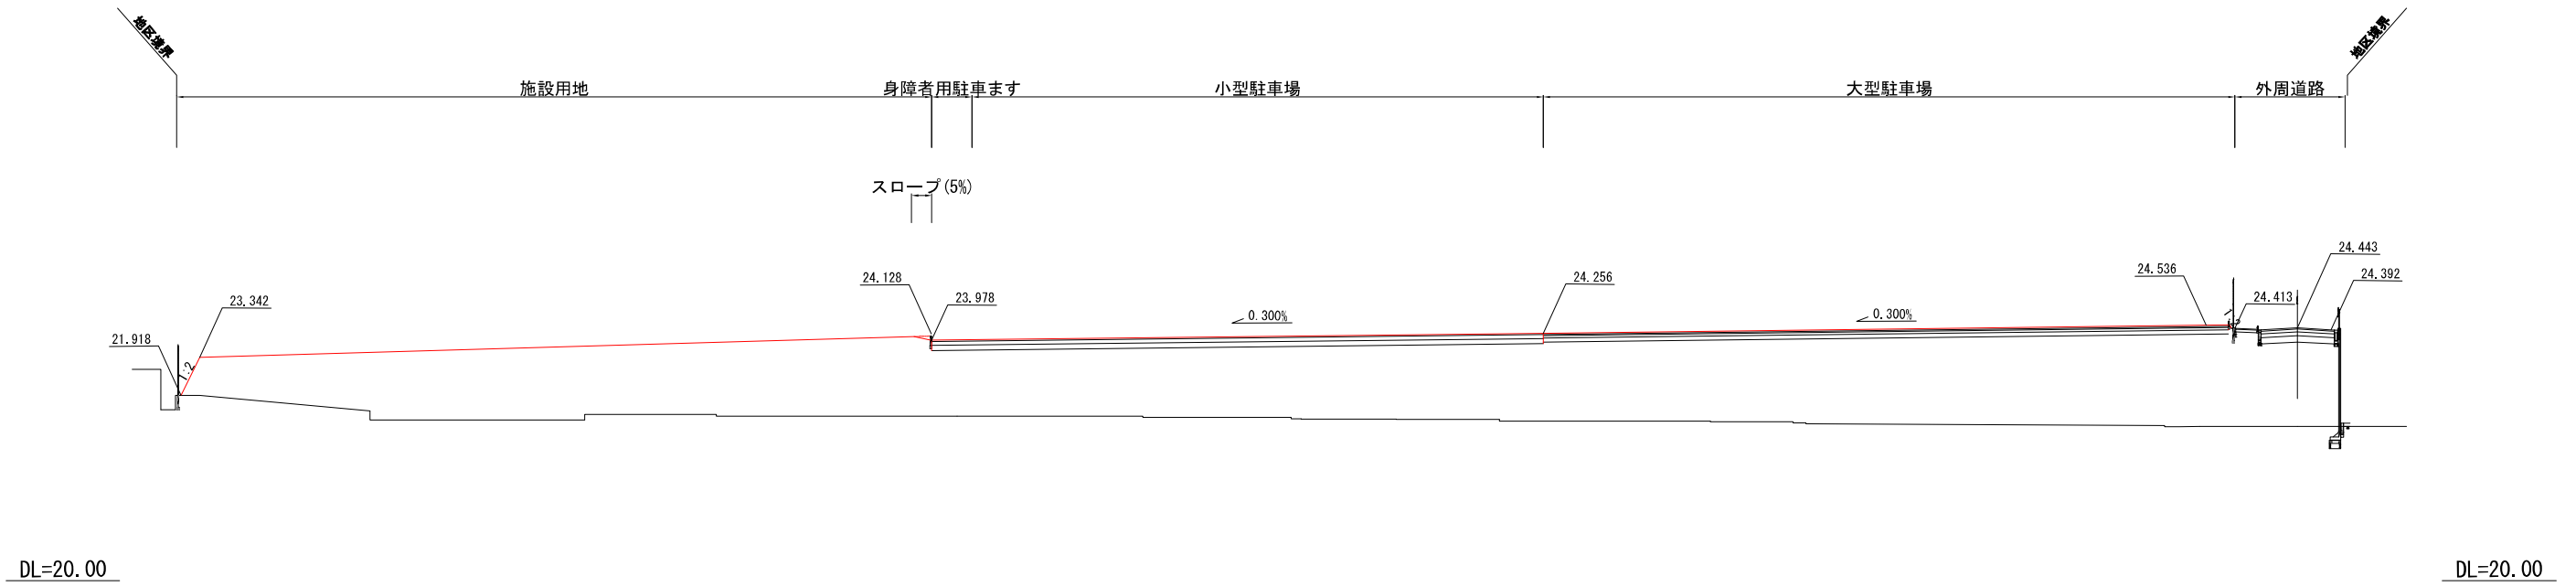 地区境界
地区境界
施設用地
身障者用駐車ます
小型駐車場
大型駐車場
外周道路
スロープ(5%)
24.443
24.128
24.256
24.536
24.392
23.342
23.978
0.300%
0.300%
24.413
21.918
1:2
DL=20.00
DL=20.00